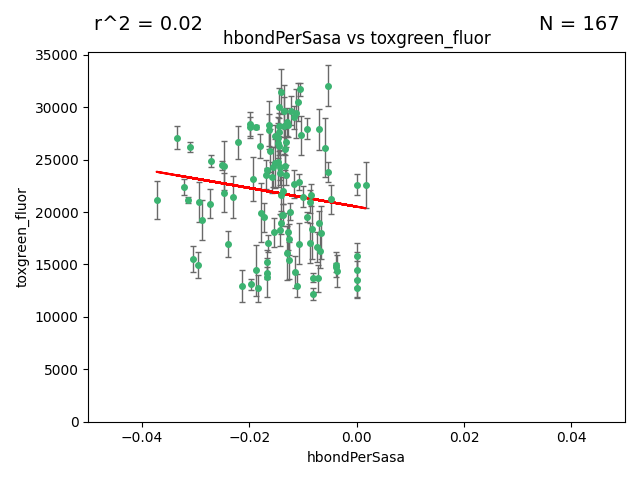 r^2 = 0.02
N = 167
hbondPerSasa vs toxgreen_fluor
35000
30000
25000
20000
15000
10000
5000
0
toxgreen_fluor
−0.04
−0.02
0.00
0.02
0.04
hbondPerSasa